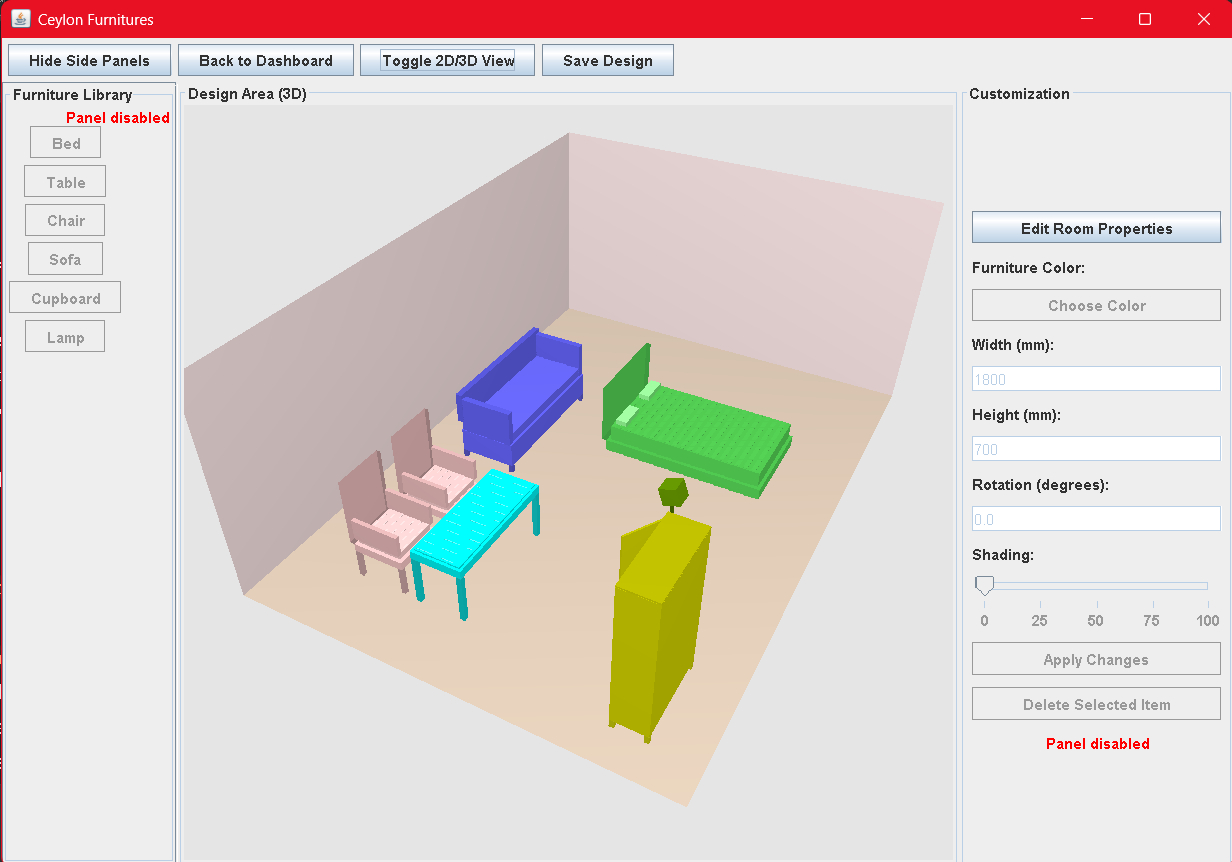 Ceylon Furnitures
Hide Side Panels
Back to Dashboard
Toggle 2D/3D View
Save Design
Furniture Library
Panel disabled
Bed
Table
Chair
Sofa
Cupboard
Lamp
Design Area (3D)
Customization
Edit Room Properties
Furniture Color:
Choose Color
Width (mm):
1800
Height (mm):
700
Rotation (degrees):
0.0
Shading:
0 25 50 75 100
Apply Changes
Delete Selected Item
Panel disabled